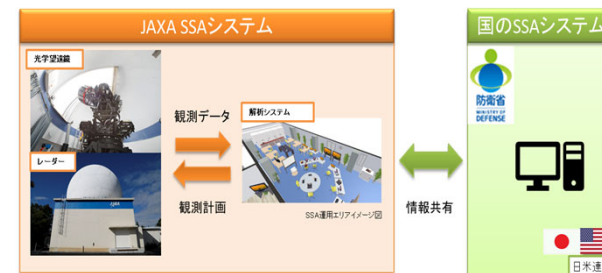 JAXA SSAシステム
光学望遠鏡
レーダー
観測データ
観測計画
解析システム
SSA運用エリアイメージ図
情報共有
国のSSAシステム
防衛省
MINISTRY OF
DEFENSE
日米連